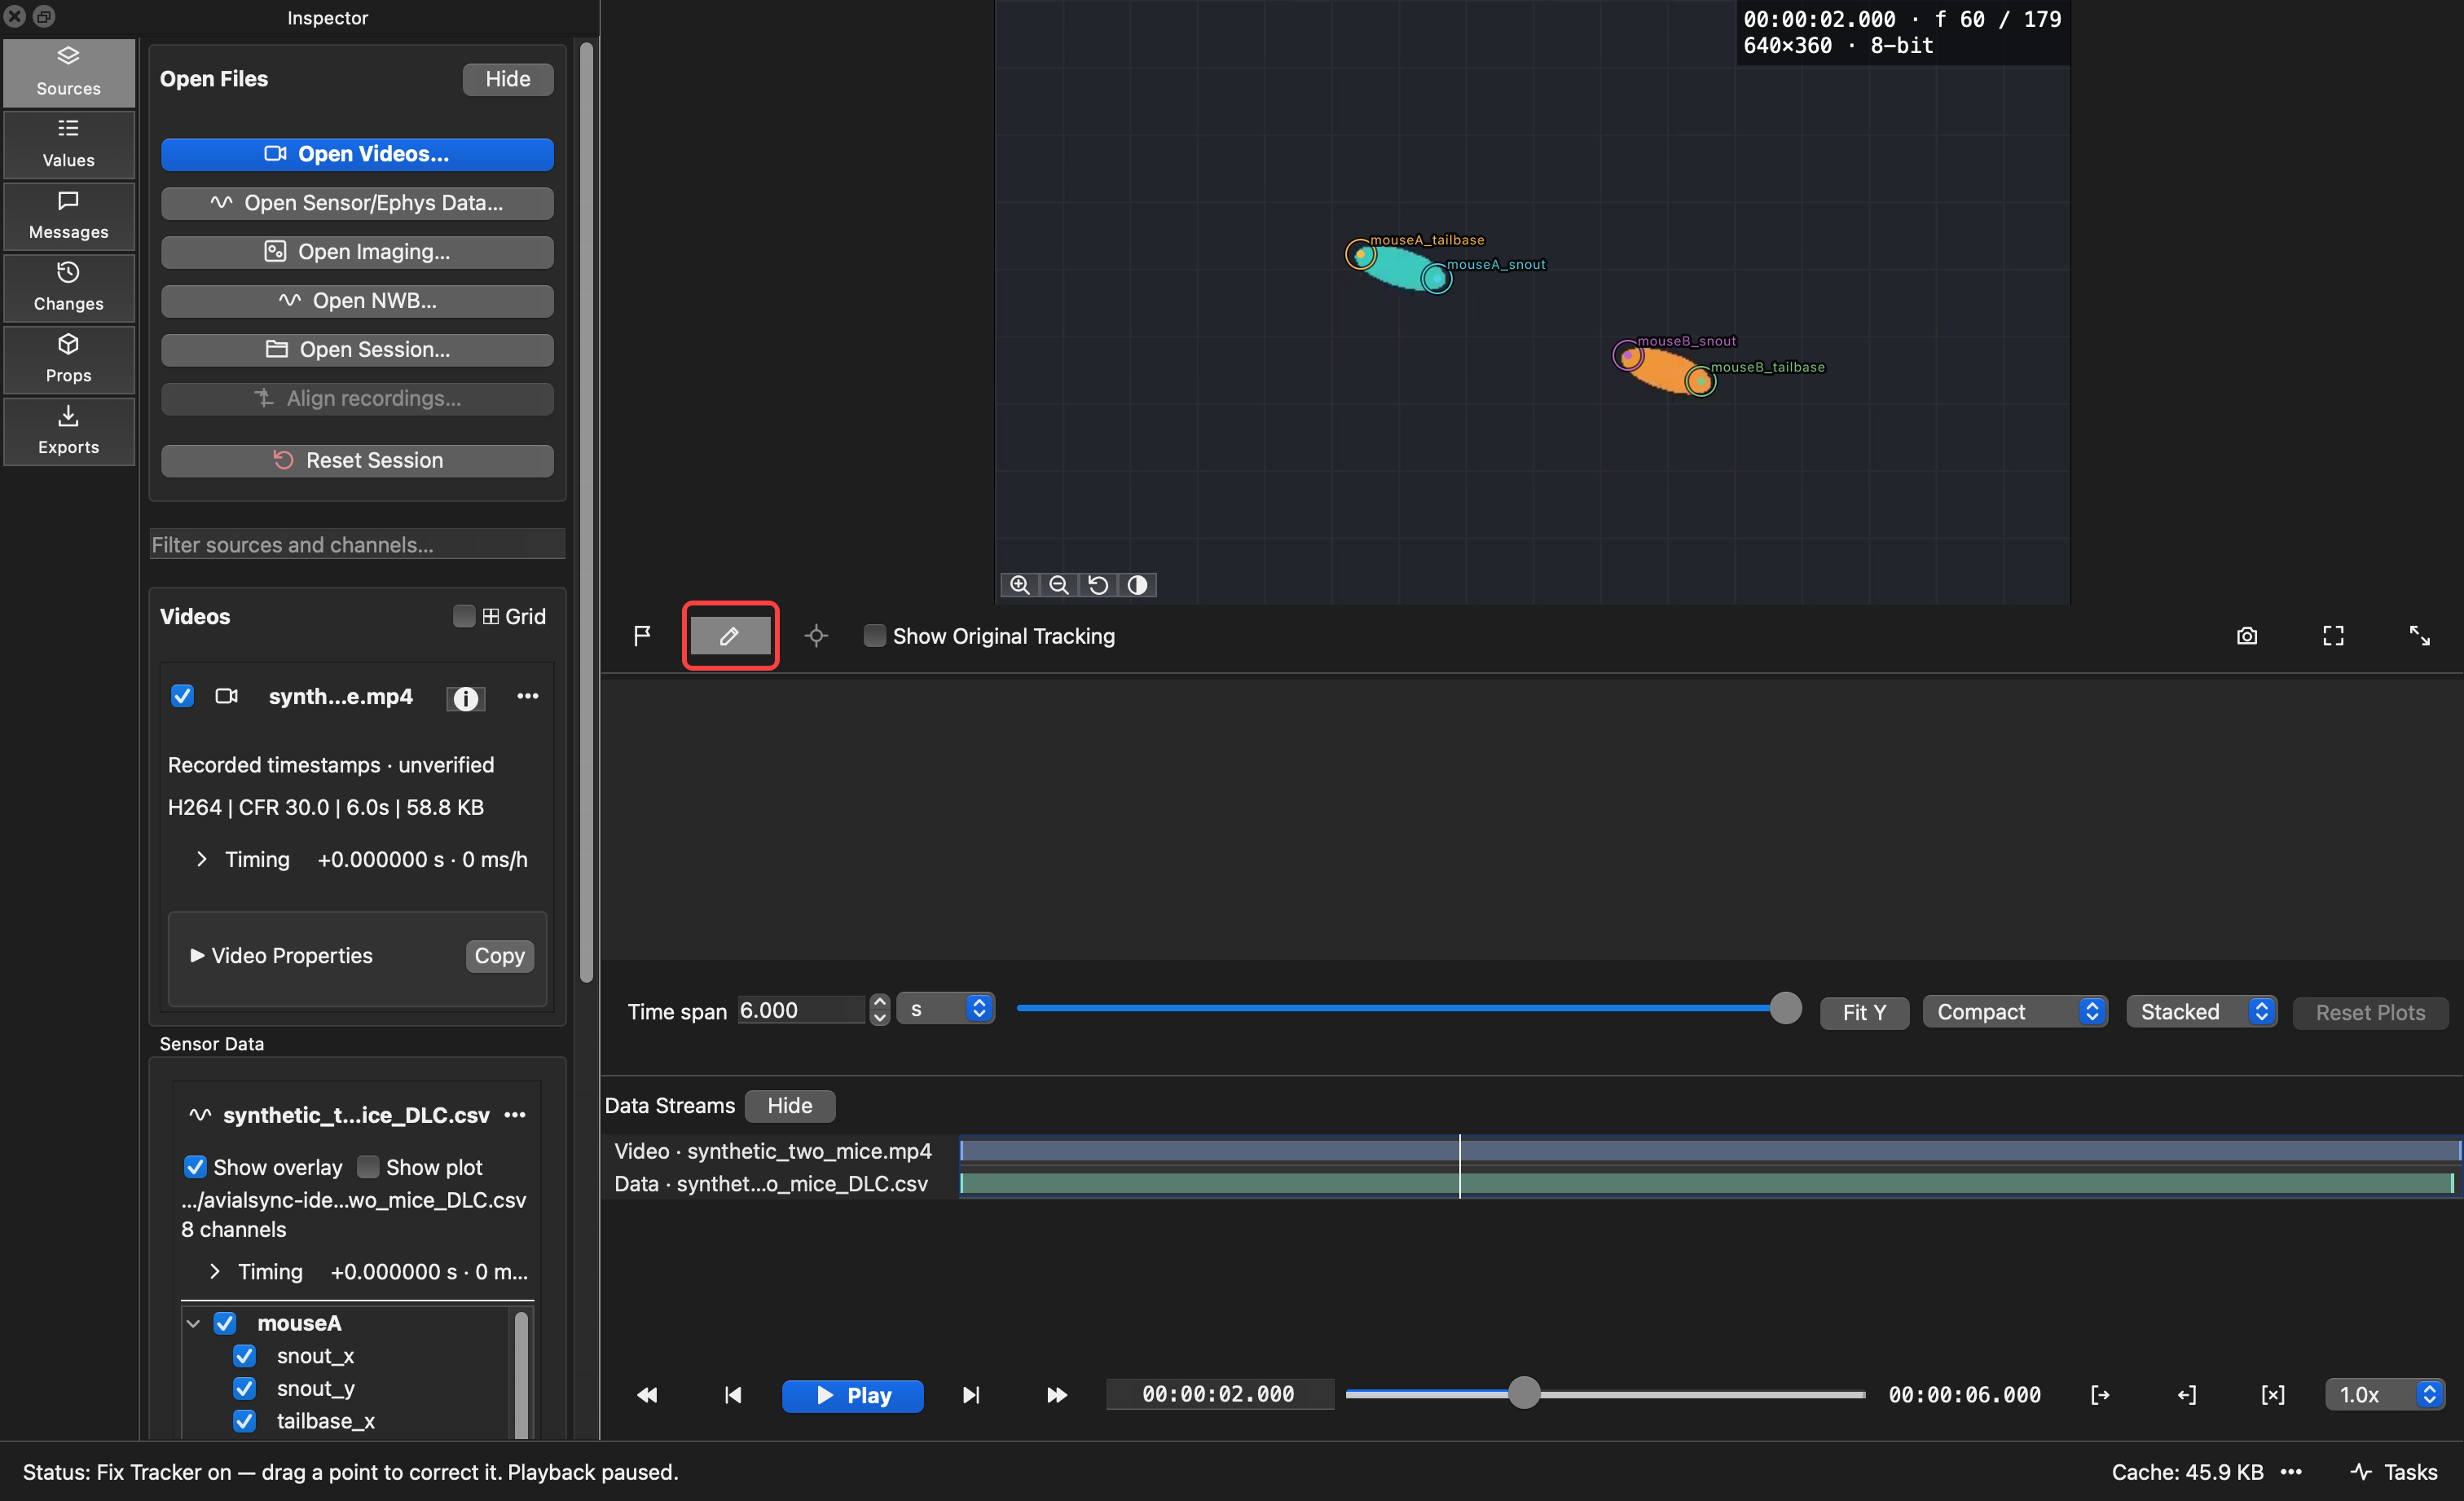 Inspector
Sources
Values
Messages
Changes
Props
Exports
Open Files
Hide
Open Videos...
Open Sensor/Ephys Data...
Open Imaging...
Open NWB...
Open Session...
Align recordings...
Reset Session
Filter sources and channels...
Videos
Grid
synth...e.mp4
Recorded timestamps · unverified
H264 | CFR 30.0 | 6.0s | 58.8 KB
Timing +0.000000 s · 0 ms/h
Video Properties
Copy
Sensor Data
synthetic_t...ice_DLC.csv
Show overlay
Show plot
.../avialsync-ide...wo_mice_DLC.csv
8 channels
Timing +0.000000 s · 0 m...
mouseA
snout_x
snout_y
tailbase_x
00:00:02.000 · f 60 / 179
640×360 · 8-bit
mouseA_tailbase
mouseA_snout
mouseB_snout
mouseB_tailbase
Show Original Tracking
Time span 6.000 s
Fit Y
Compact
Stacked
Reset Plots
Data Streams
Hide
Video · synthetic_two_mice.mp4
Data · synthet...o_mice_DLC.csv
Play
00:00:02.000
00:00:06.000
1.0x
Status: Fix Tracker on — drag a point to correct it. Playback paused.
Cache: 45.9 KB
Tasks